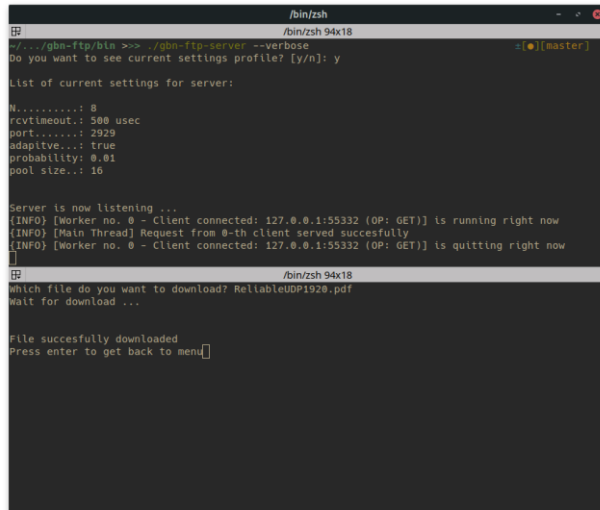 /bin/zsh
/bin/zsh 94x18
~/.../gbn-ftp/bin >>> ./gbn-ftp-server --verbose ±[●][master]
Do you want to see current settings profile? [y/n]: y
List of current settings for server:
N..........: 8
rcvtimeout.: 500 usec
port.......: 2929
adapitve...: true
probability: 0.01
pool size..: 16
Server is now listening ...
{INFO} [Worker no. 0 - Client connected: 127.0.0.1:55332 (OP: GET)] is running right now
{INFO} [Main Thread] Request from 0-th client served succesfully
{INFO} [Worker no. 0 - Client connected: 127.0.0.1:55332 (OP: GET)] is quitting right now
/bin/zsh 94x18
Which file do you want to download? ReliableUDP1920.pdf
Wait for download ...
File succesfully downloaded
Press enter to get back to menu